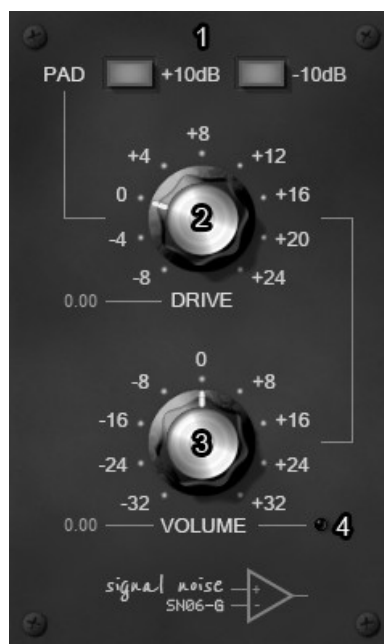 1
PAD +10dB -10dB
+8
+4 +12
0 +16
2
-4 +20
-8 +24
0.00 DRIVE
0
-8 +8
-16 +16
3
-24 +24
-32 +32
0.00 VOLUME 4
signal noise +
SN06-G -